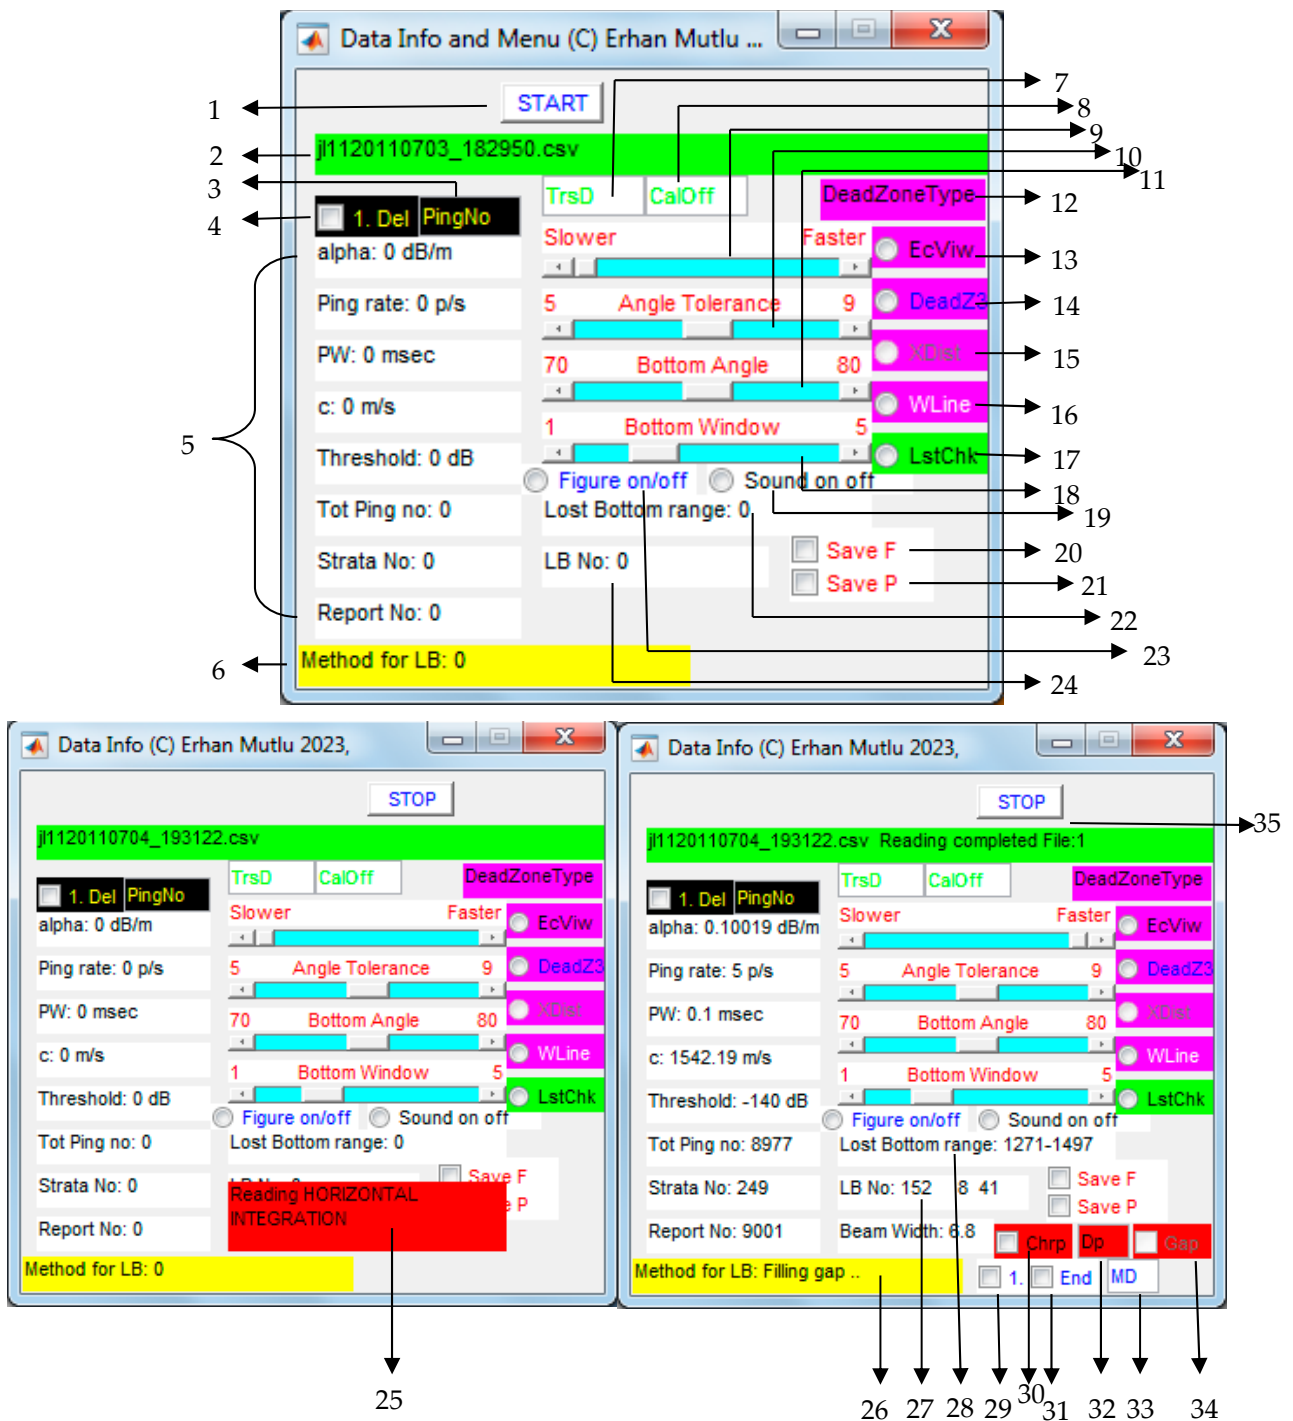 Data Info and Menu (C) Erhan Mutlu ...
START
jl1120110703_182950.csv
TrsD CalOff DeadZoneType
1. Del PingNo
Slower Faster
EcViw
alpha: 0 dB/m
Ping rate: 0 p/s
5 Angle Tolerance 9
DeadZ3
PW: 0 msec
70 Bottom Angle 80
XDist
c: 0 m/s
1 Bottom Window 5
WLine
Threshold: 0 dB
LstChk
Figure on/off Sound on off
Tot Ping no: 0
Lost Bottom range: 0
Strata No: 0
LB No: 0
Save F
Save P
Report No: 0
Method for LB: 0
1
2
3
4
5
6
7
8
9
10
11
12
13
14
15
16
17
18
19
20
21
22
23
24
Data Info (C) Erhan Mutlu 2023,
STOP
jl1120110704_193122.csv
TrsD CalOff DeadZoneType
1. Del PingNo
Slower Faster
EcViw
alpha: 0 dB/m
Ping rate: 0 p/s
5 Angle Tolerance 9
DeadZ3
PW: 0 msec
70 Bottom Angle 80
XDist
c: 0 m/s
1 Bottom Window 5
WLine
Threshold: 0 dB
LstChk
Figure on/off Sound on off
Tot Ping no: 0
Lost Bottom range: 0
Strata No: 0
Save F
Reading HORIZONTAL
INTEGRATION
P
Report No: 0
Method for LB: 0
25
Data Info (C) Erhan Mutlu 2023,
STOP
35
jl1120110704_193122.csv Reading completed File:1
TrsD CalOff DeadZoneType
1. Del PingNo
Slower Faster
EcViw
alpha: 0.10019 dB/m
Ping rate: 5 p/s
5 Angle Tolerance 9
DeadZ3
PW: 0.1 msec
70 Bottom Angle 80
XDist
c: 1542.19 m/s
1 Bottom Window 5
WLine
Threshold: -140 dB
LstChk
Figure on/off Sound on off
Tot Ping no: 8977
Lost Bottom range: 1271-1497
Strata No: 249
LB No: 152 8 41
Save F
Save P
Report No: 9001
Beam Width: 6.8
Chrp Dp Gap
Method for LB: Filling gap ..
1. End MD
26 27 28 29 30 31 32 33 34